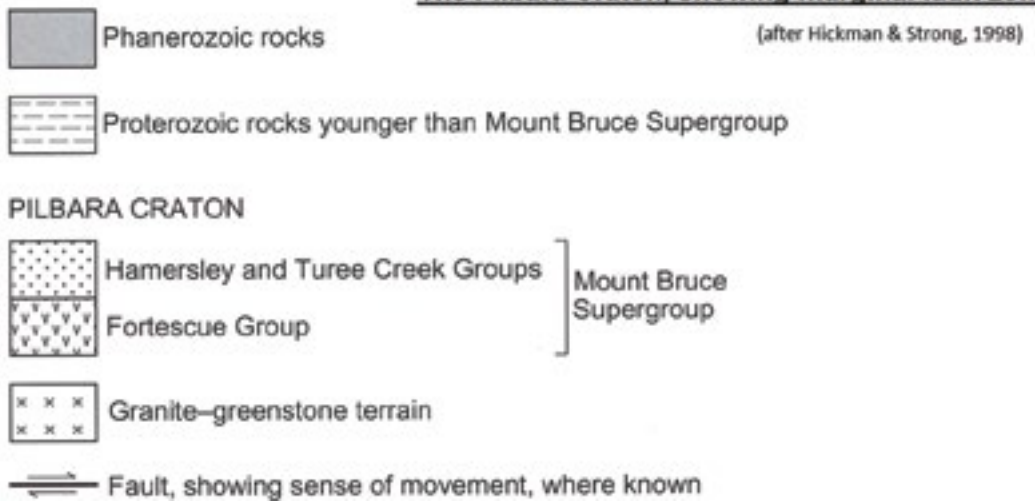 (after Hickman & Strong, 1998)
Phanerozoic rocks
Proterozoic rocks younger than Mount Bruce Supergroup
PILBARA CRATON
Hamersley and Turee Creek Groups
Fortescue Group
Mount Bruce
Supergroup
Granite–greenstone terrain
Fault, showing sense of movement, where known